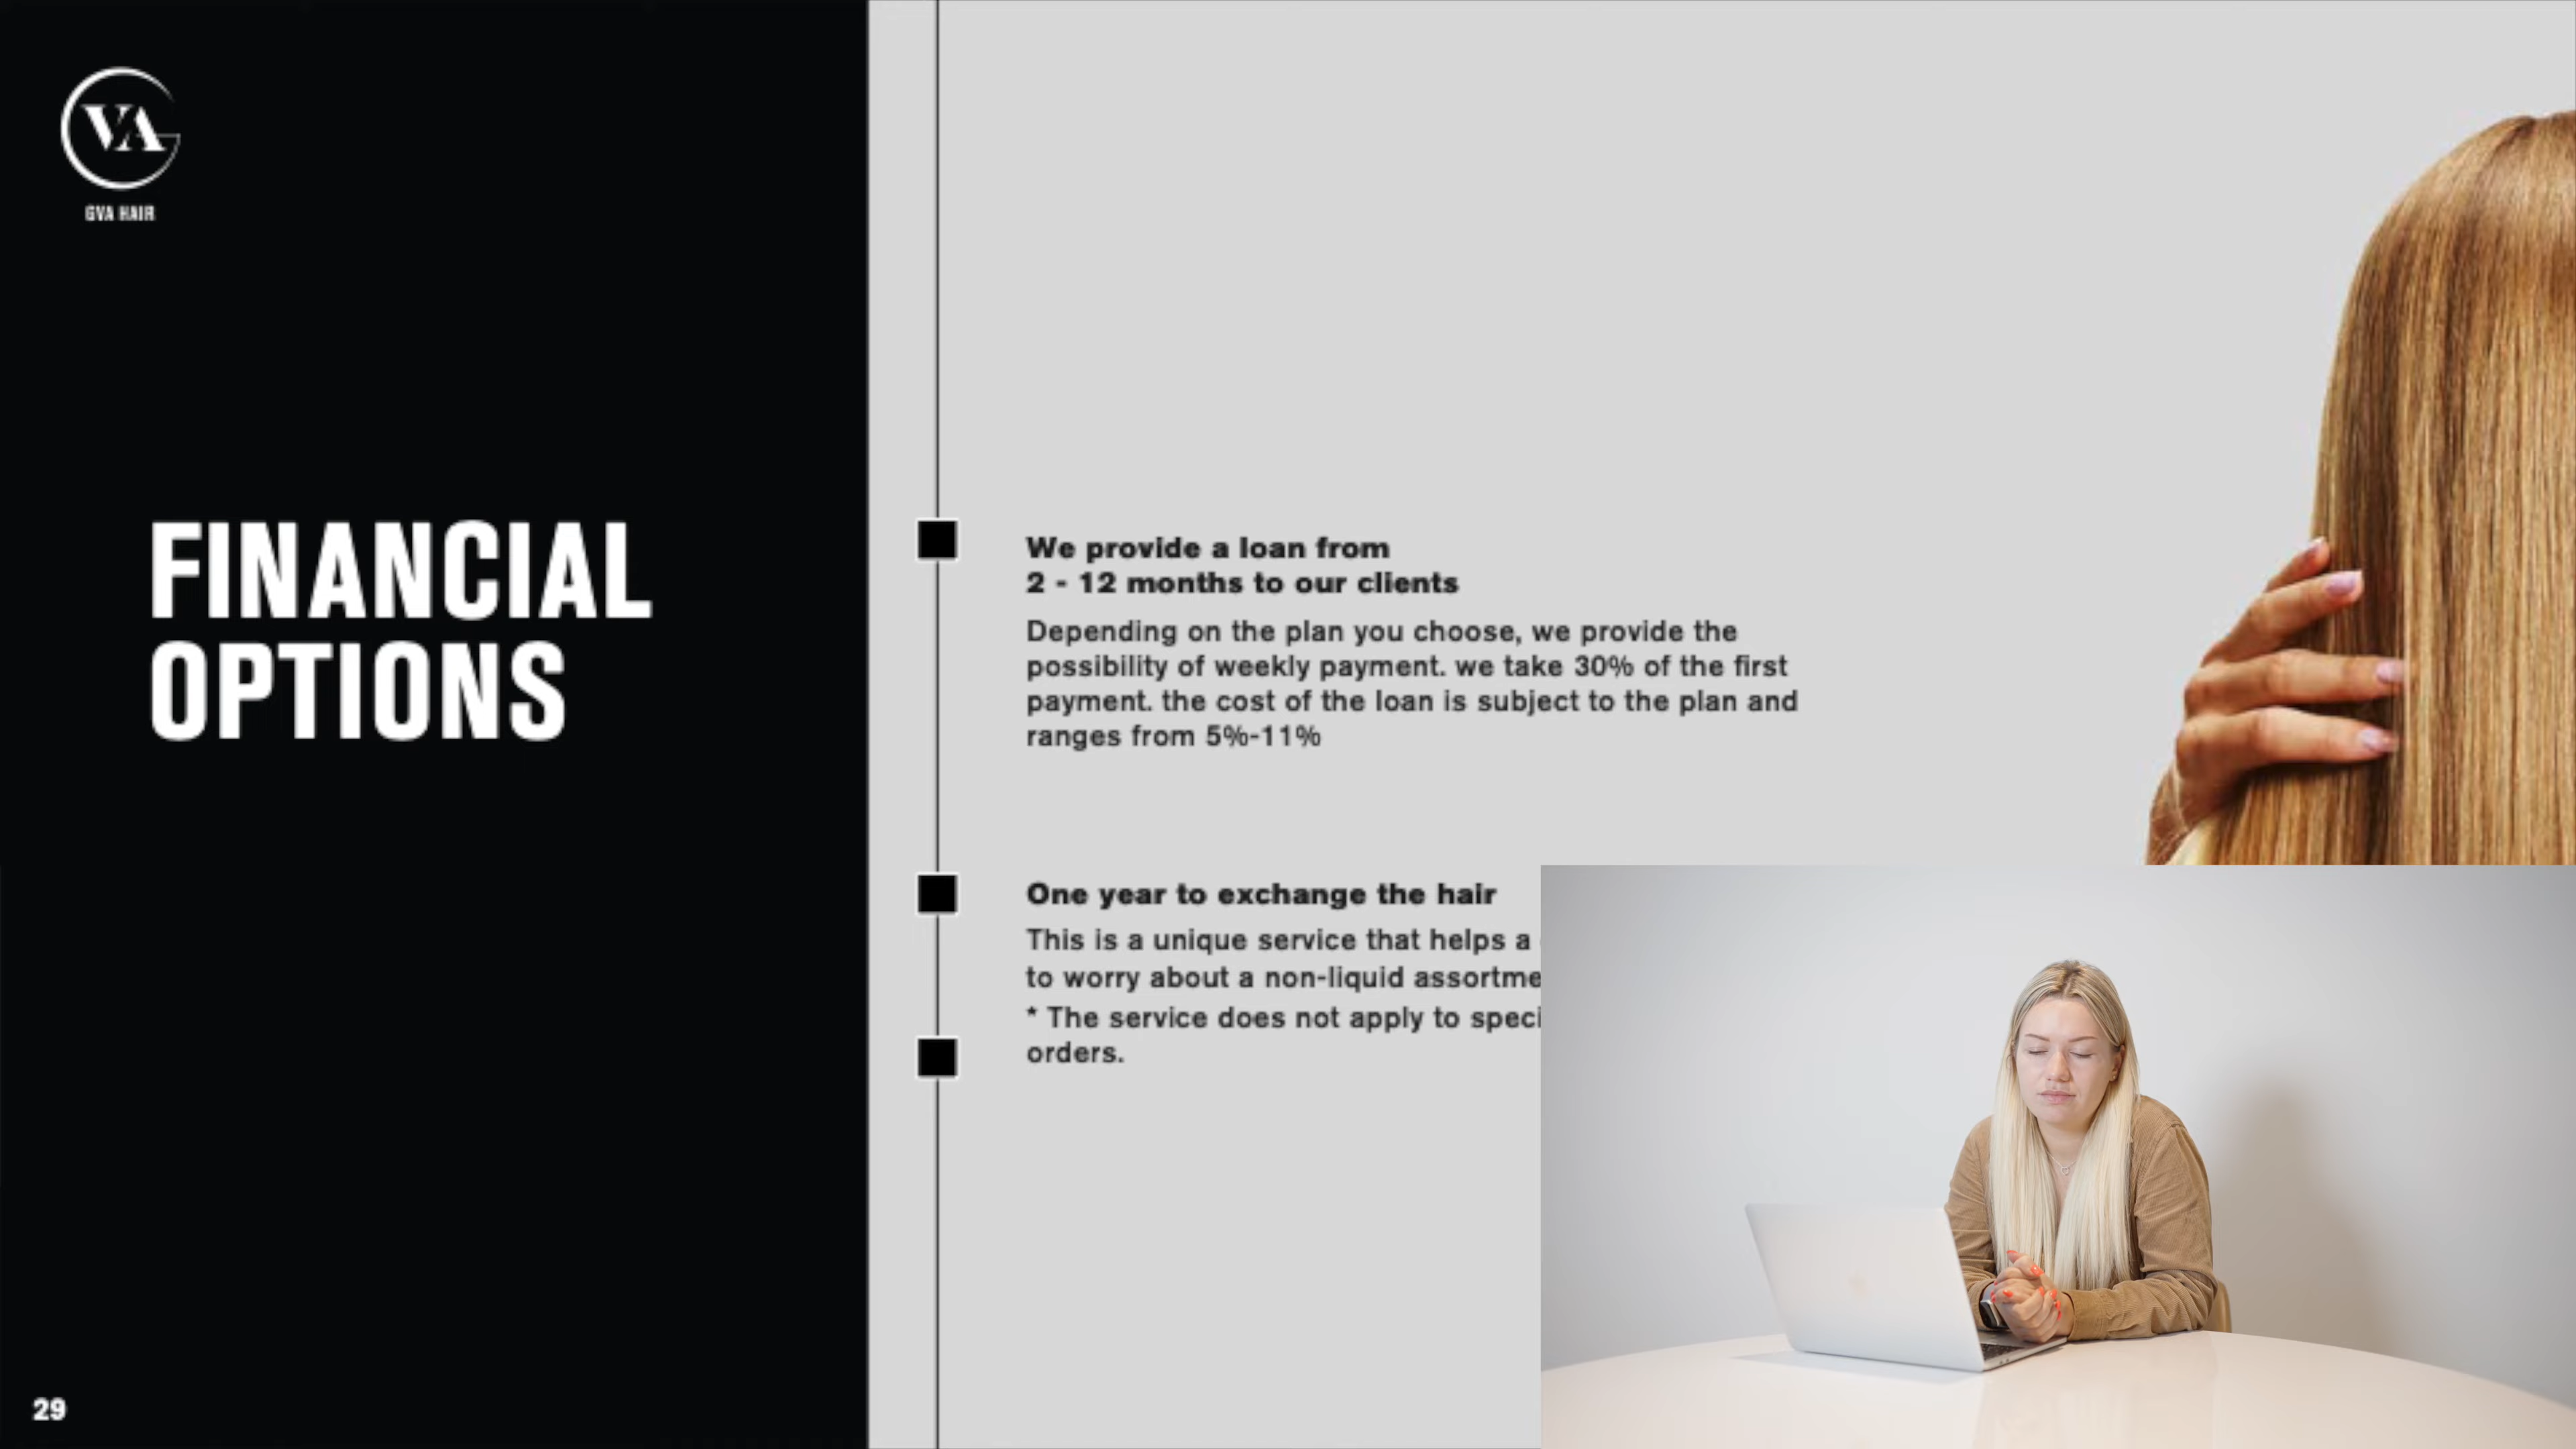 VA
GVA HAIR
FINANCIAL
OPTIONS
We provide a loan from
2 - 12 months to our clients
Depending on the plan you choose, we provide the
possibility of weekly payment. we take 30% of the first
payment. the cost of the loan is subject to the plan and
ranges from 5%-11%
One year to exchange the hair
This is a unique service that helps a
to worry about a non-liquid assortme
* The service does not apply to speci
orders.
29